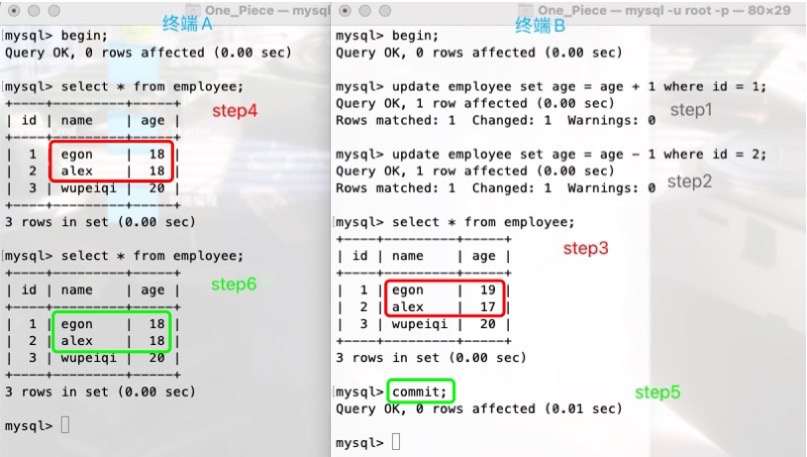 One_Piece — mysql
终端A
mysql> begin;
Query OK, 0 rows affected (0.00 sec)
mysql> select * from employee;
step4
+----+---------+-----+
| id | name | age |
+----+---------+-----+
| 1 | egon | 18 |
| 2 | alex | 18 |
| 3 | wupeiqi | 20 |
+----+---------+-----+
3 rows in set (0.00 sec)
mysql> select * from employee;
step6
+----+---------+-----+
| id | name | age |
+----+---------+-----+
| 1 | egon | 18 |
| 2 | alex | 18 |
| 3 | wupeiqi | 20 |
+----+---------+-----+
3 rows in set (0.00 sec)
mysql>
One_Piece — mysql -u root -p — 80×29
终端B
mysql> begin;
Query OK, 0 rows affected (0.00 sec)
mysql> update employee set age = age + 1 where id = 1;
Query OK, 1 row affected (0.00 sec)
step1
Rows matched: 1 Changed: 1 Warnings: 0
mysql> update employee set age = age - 1 where id = 2;
Query OK, 1 row affected (0.00 sec)
step2
Rows matched: 1 Changed: 1 Warnings: 0
mysql> select * from employee;
step3
+----+---------+-----+
| id | name | age |
+----+---------+-----+
| 1 | egon | 19 |
| 2 | alex | 17 |
| 3 | wupeiqi | 20 |
+----+---------+-----+
3 rows in set (0.00 sec)
mysql> commit;
step5
Query OK, 0 rows affected (0.01 sec)
mysql>